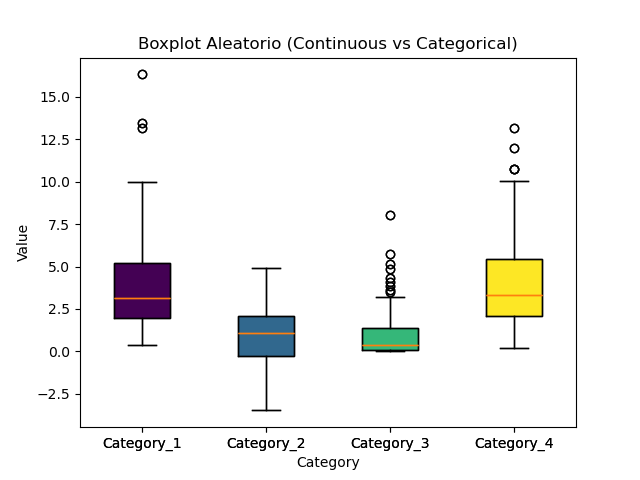 Boxplot Aleatorio (Continuous vs Categorical)
15.0
12.5
10.0
7.5
5.0
2.5
0.0
−2.5
Value
Category_1 Category_2 Category_3 Category_4
Category